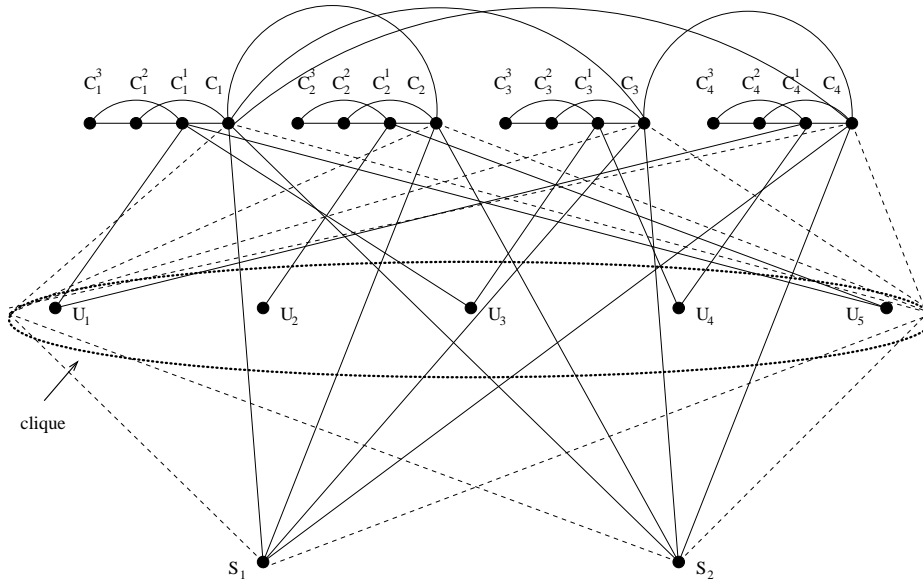 C₁³ C₁² C₁¹ C₁ C₂³ C₂² C₂¹ C₂ C₃³ C₃² C₃¹ C₃ C₄³ C₄² C₄¹ C₄
U₁ U₂ U₃ U₄ U₅
clique
S₁ S₂